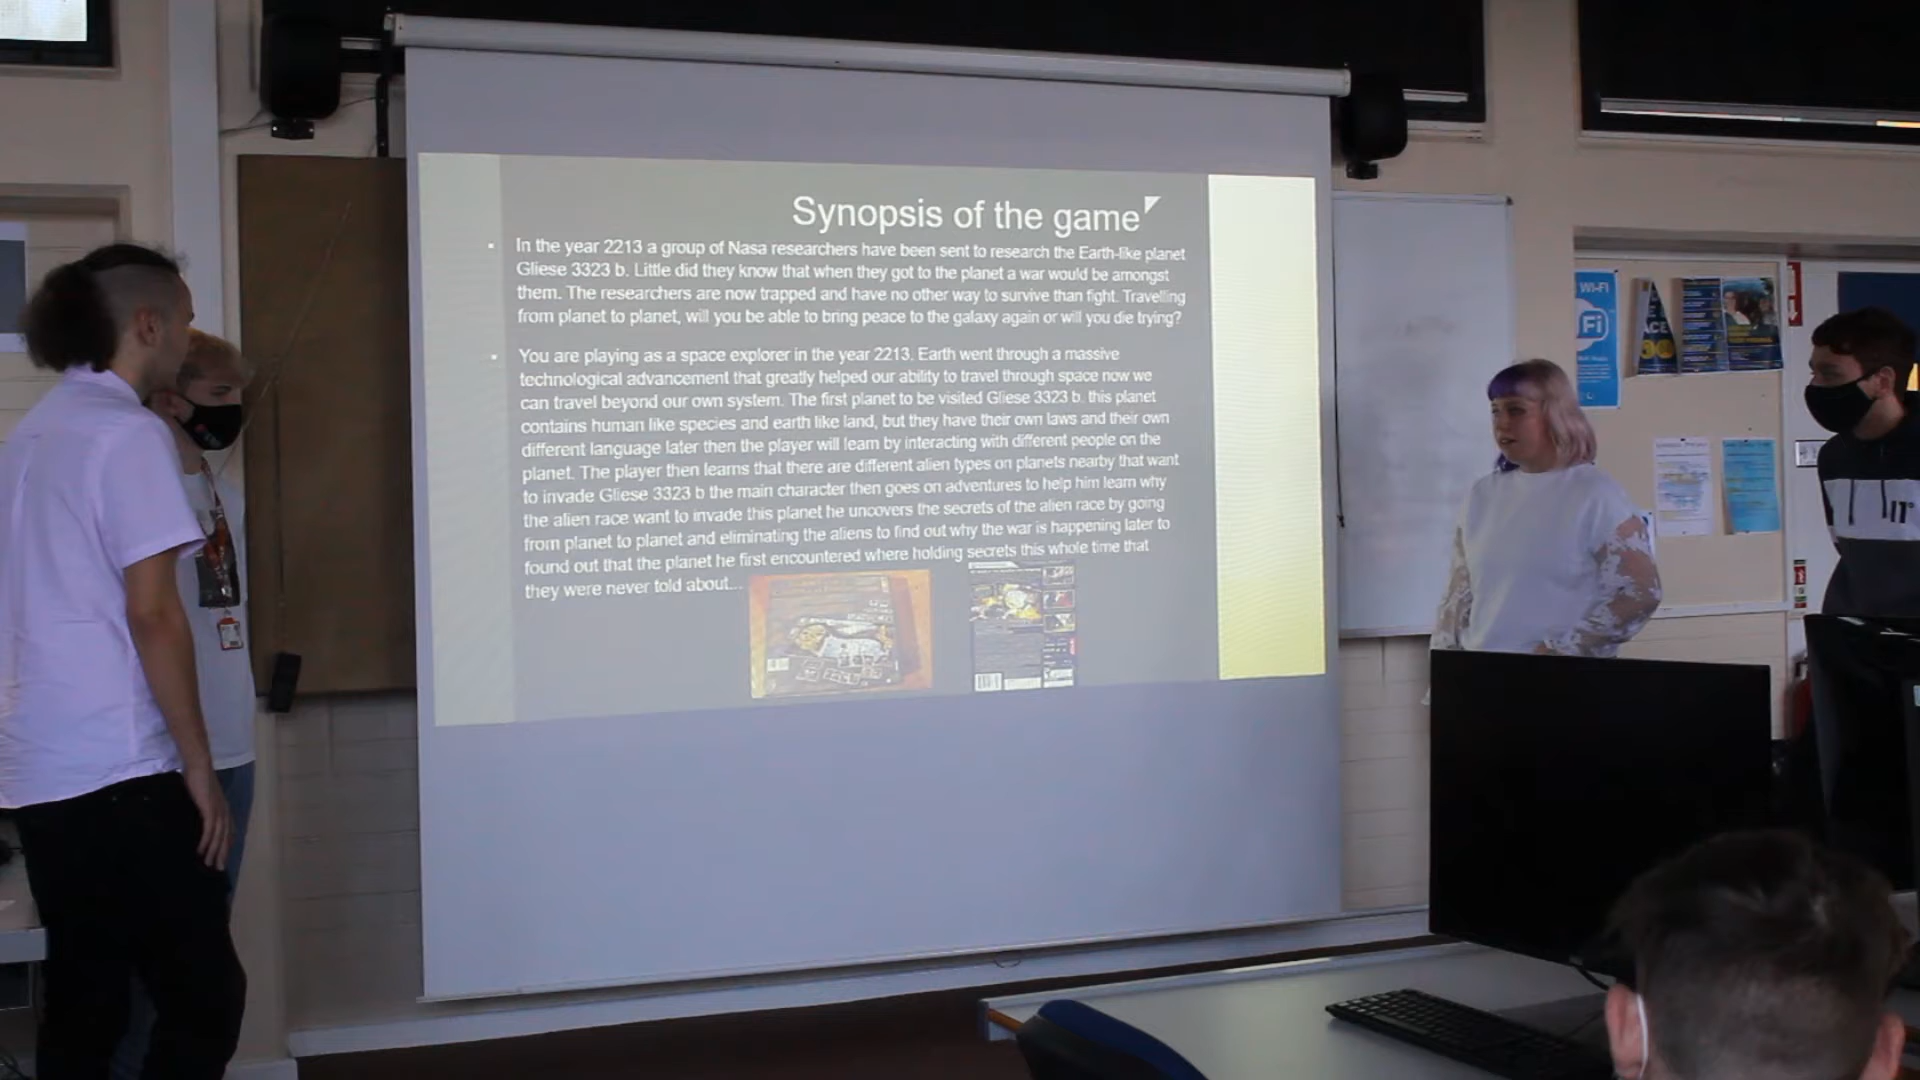 Synopsis of the game
In the year 2213 a group of Nasa researchers have been sent to research the Earth-like planet
Gliese 3323 b. Little did they know that when they got to the planet a war would be amongst
them. The researchers are now trapped and have no other way to survive than fight. Travelling
from planet to planet, will you be able to bring peace to the galaxy again or will you die trying?
You are playing as a space explorer in the year 2213. Earth went through a massive
technological advancement that greatly helped our ability to travel through space now we
can travel beyond our own system. The first planet to be visited Gliese 3323 b. this planet
contains human like species and earth like land, but they have their own laws and their own
different language later then the player will learn by interacting with different people on the
planet. The player then learns that there are different alien types on planets nearby that want
to invade Gliese 3323 b the main character then goes on adventures to help him learn why
the alien race want to invade this planet he uncovers the secrets of the alien race by going
from planet to planet and eliminating the aliens to find out why the war is happening later to
found out that the planet he first encountered where holding secrets this whole time that
they were never told about...
WI-FI
Fi